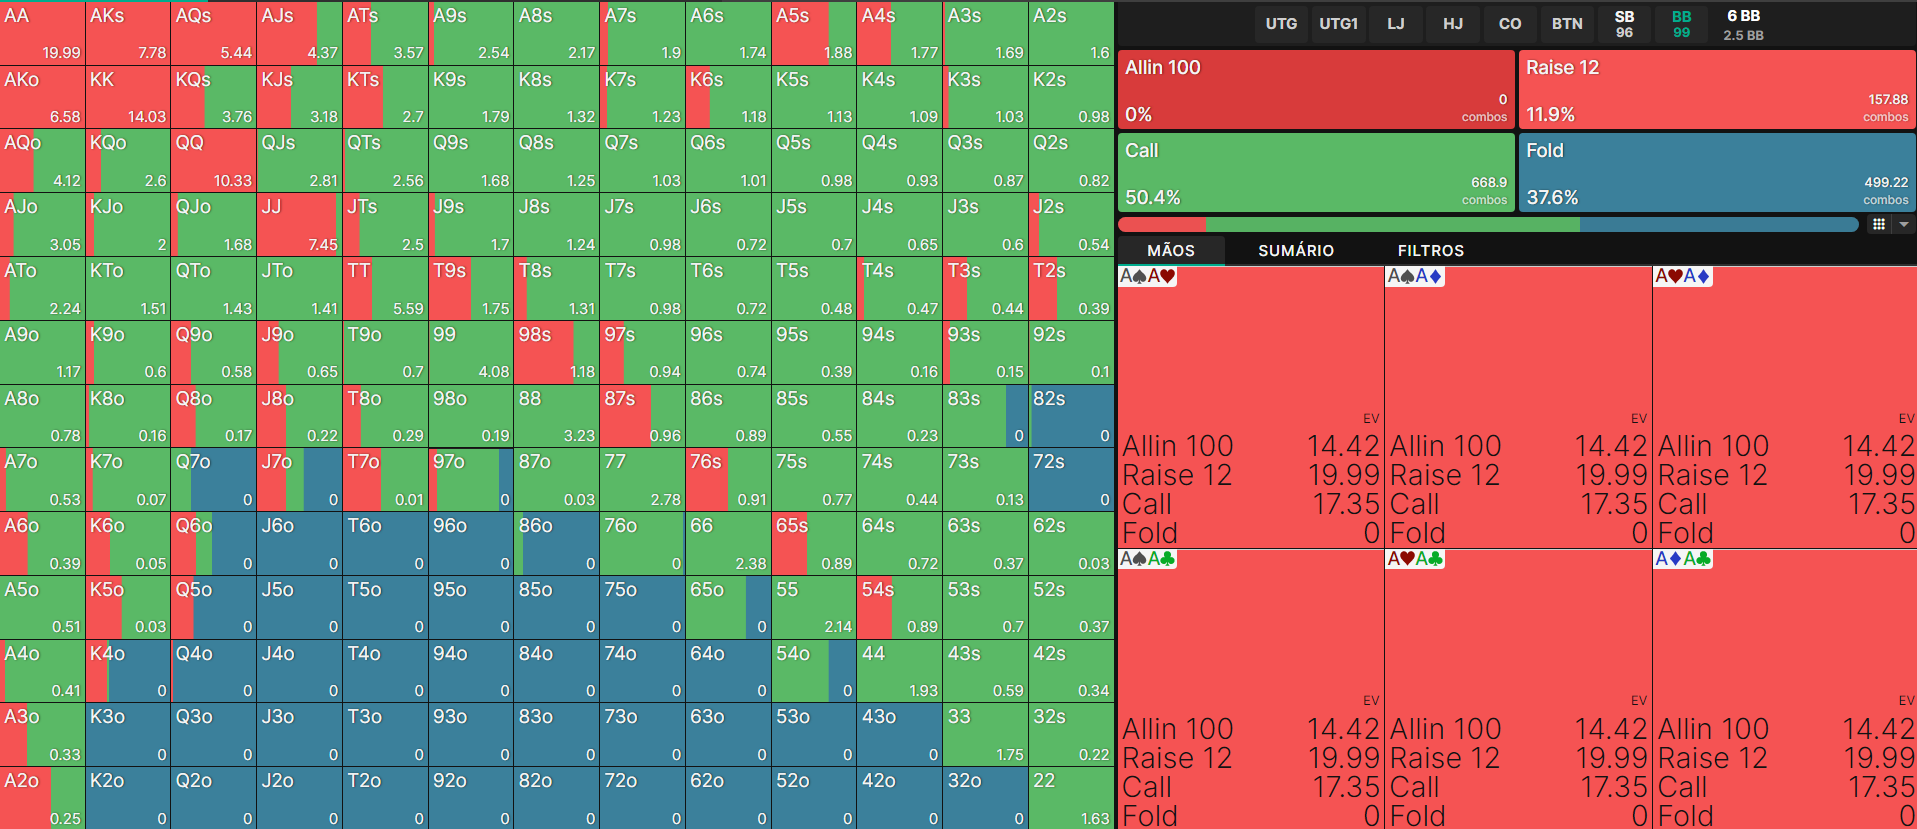 AA AKs AQs AJs ATs A9s A8s A7s A6s A5s A4s A3s A2s
19.99 7.78 5.44 4.37 3.57 2.54 2.17 1.9 1.74 1.88 1.77 1.69 1.6
AKo KK KQs KJs KTs K9s K8s K7s K6s K5s K4s K3s K2s
6.58 14.03 3.76 3.18 2.7 1.79 1.32 1.23 1.18 1.13 1.09 1.03 0.98
AQo KQo QQ QJs QTs Q9s Q8s Q7s Q6s Q5s Q4s Q3s Q2s
4.12 2.6 10.33 2.81 2.56 1.68 1.25 1.03 1.01 0.98 0.93 0.87 0.82
AJo KJo QJo JJ JTs J9s J8s J7s J6s J5s J4s J3s J2s
3.05 2 1.68 7.45 2.5 1.7 1.24 0.98 0.72 0.7 0.65 0.6 0.54
ATo KTo QTo JTo TT T9s T8s T7s T6s T5s T4s T3s T2s
2.24 1.51 1.43 1.41 5.59 1.75 1.31 0.98 0.72 0.48 0.47 0.44 0.39
A9o K9o Q9o J9o T9o 99 98s 97s 96s 95s 94s 93s 92s
1.17 0.6 0.58 0.65 0.7 4.08 1.18 0.94 0.74 0.39 0.16 0.15 0.1
A8o K8o Q8o J8o T8o 98o 88 87s 86s 85s 84s 83s 82s
0.78 0.16 0.17 0.22 0.29 0.19 3.23 0.96 0.89 0.55 0.23 0 0
A7o K7o Q7o J7o T7o 97o 87o 77 76s 75s 74s 73s 72s
0.53 0.07 0 0 0.01 0 0.03 2.78 0.91 0.77 0.44 0.13 0
A6o K6o Q6o J6o T6o 96o 86o 76o 66 65s 64s 63s 62s
0.39 0.05 0 0 0 0 0 0 2.38 0.89 0.72 0.37 0.03
A5o K5o Q5o J5o T5o 95o 85o 75o 65o 55 54s 53s 52s
0.51 0.03 0 0 0 0 0 0 0 2.14 0.89 0.7 0.37
A4o K4o Q4o J4o T4o 94o 84o 74o 64o 54o 44 43s 42s
0.41 0 0 0 0 0 0 0 0 0 1.93 0.59 0.34
A3o K3o Q3o J3o T3o 93o 83o 73o 63o 53o 43o 33 32s
0.33 0 0 0 0 0 0 0 0 0 0 1.75 0.22
A2o K2o Q2o J2o T2o 92o 82o 72o 62o 52o 42o 32o 22
0.25 0 0 0 0 0 0 0 0 0 0 0 1.63
UTG UTG1 LJ HJ CO BTN SB BB 6 BB
96 99 2.5 BB
Allin 100 Raise 12
0 157.88
0% combos 11.9% combos
Call Fold
668.9 499.22
50.4% combos 37.6% combos
MÃOS SUMÁRIO FILTROS
A♠A♥ A♠A♦ A♥A♦
EV EV EV
Allin 100 14.42 Allin 100 14.42 Allin 100 14.42
Raise 12 19.99 Raise 12 19.99 Raise 12 19.99
Call 17.35 Call 17.35 Call 17.35
Fold 0 Fold 0 Fold 0
A♠A♣ A♥A♣ A♦A♣
EV EV EV
Allin 100 14.42 Allin 100 14.42 Allin 100 14.42
Raise 12 19.99 Raise 12 19.99 Raise 12 19.99
Call 17.35 Call 17.35 Call 17.35
Fold 0 Fold 0 Fold 0